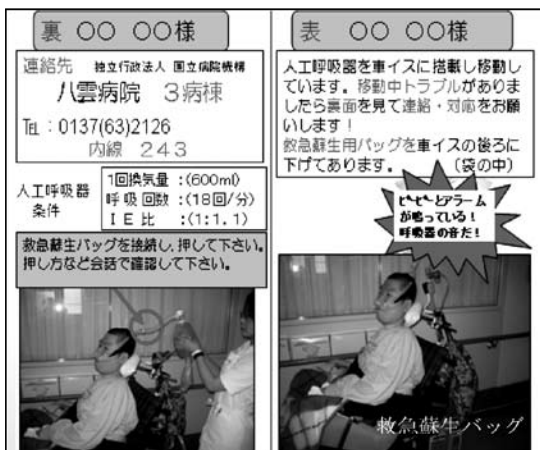 裏 〇〇 〇〇様
連絡先 独立行政法人 国立病院機構
八雲病院 3病棟
℡:0137(63)2126
内線 243
人工呼吸器
条件
1回換気量:(600ml)
呼吸回数:(18回/分)
I E 比 :(1:1.1)
救急蘇生バッグを接続し、押して下さい。
押し方など会話で確認して下さい。
表 〇〇 〇〇様
人工呼吸器を車イスに搭載し移動し
ています。移動中トラブルがありま
したら裏面を見て連絡・対応をお願
いします!
救急蘇生用バッグを車イスの後ろに
下げてあります。 (袋の中)
ピーピーとアラーム
が鳴っている!
呼吸器の音だ!
救急蘇生バッグ